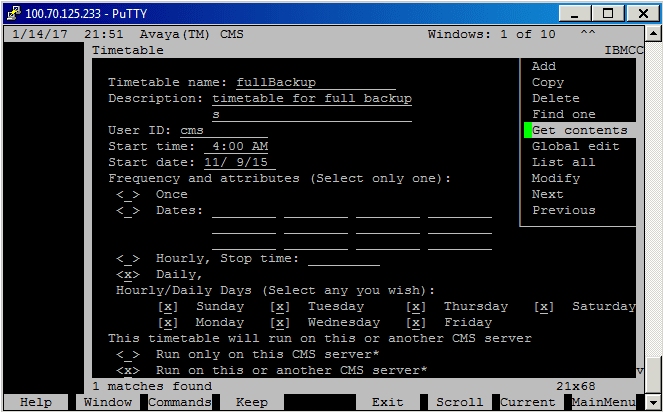 100.70.125.233 - PuTTY
1/14/17 21:51 Avaya(TM) CMS Windows: 1 of 10 ^^
Timetable IBMCC
Add
Timetable name: fullBackup Copy
Description: timetable for full backup Delete
s Find one
User ID: cms Get contents
Start time: 4:00 AM Global edit
Start date: 11/ 9/15 List all
Frequency and attributes (Select only one): Modify
<_> Once Next
<_> Dates: Previous
<_> Hourly, Stop time:
<x> Daily,
Hourly/Daily Days (Select any you wish):
[x] Sunday [x] Tuesday [x] Thursday [x] Saturday
[x] Monday [x] Wednesday [x] Friday
This timetable will run on this or another CMS server
<_> Run only on this CMS server*
<x> Run on this or another CMS server* v
1 matches found 21x68
Help Window Commands Keep Exit Scroll Current MainMenu